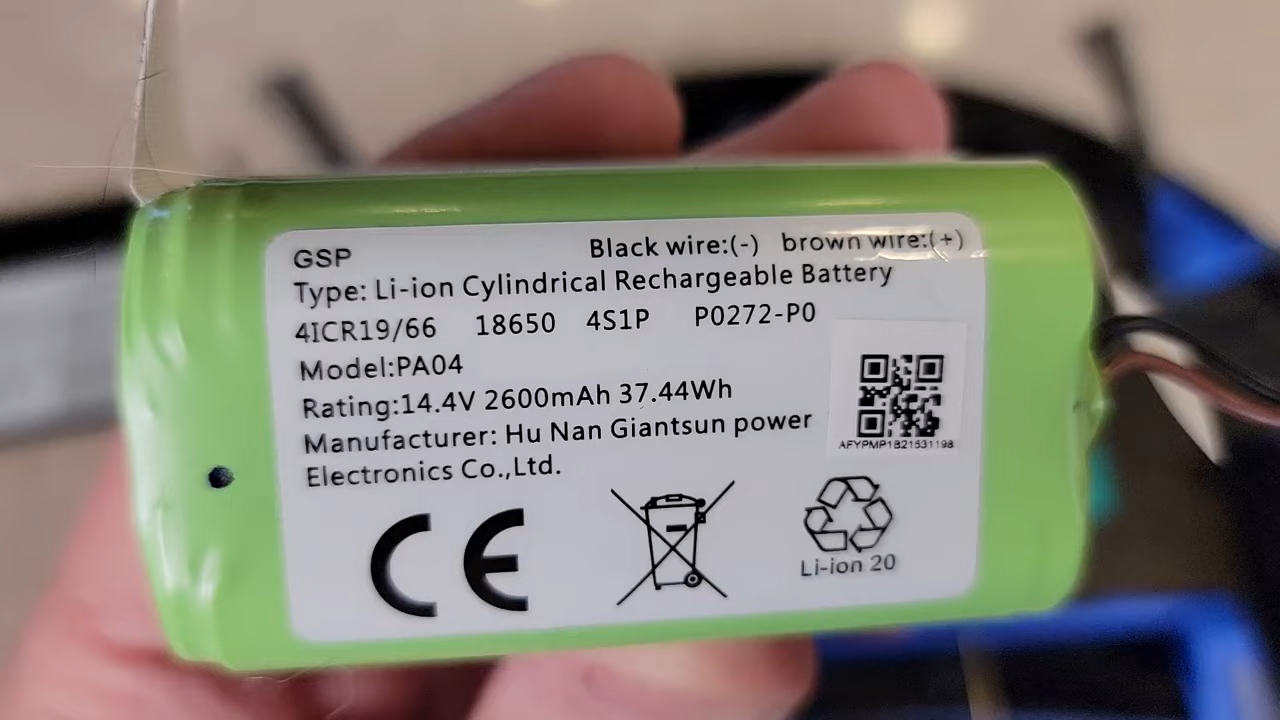 GSP Black wire:(-) brown wire:(+)
Type: Li-ion Cylindrical Rechargeable Battery
4ICR19/66 18650 4S1P P0272-P0
Model:PA04
Rating:14.4V 2600mAh 37.44Wh
Manufacturer: Hu Nan Giantsun power
Electronics Co.,Ltd.
AFYPMP1B21531198
CE
Li-ion 20